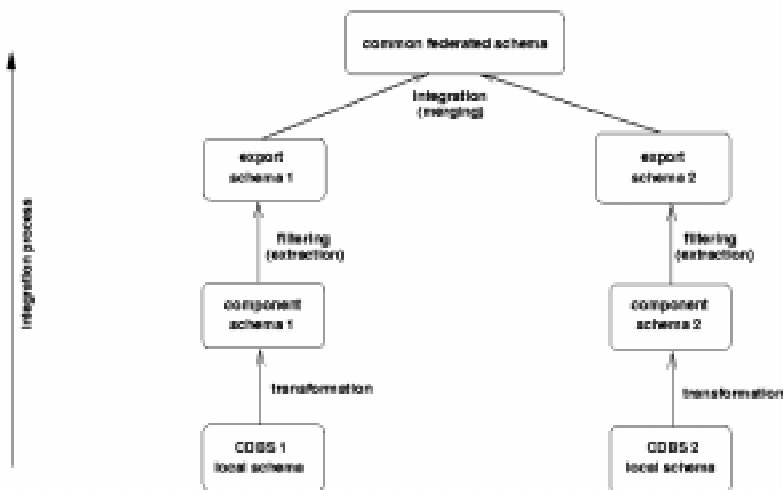 common federated schema
integration
(merging)
export
schema 1
export
schema 2
filtering
(extraction)
filtering
(extraction)
integration process
component
schema 1
component
schema 2
transformation
transformation
CDBS 1
local schema
CDBS 2
local schema